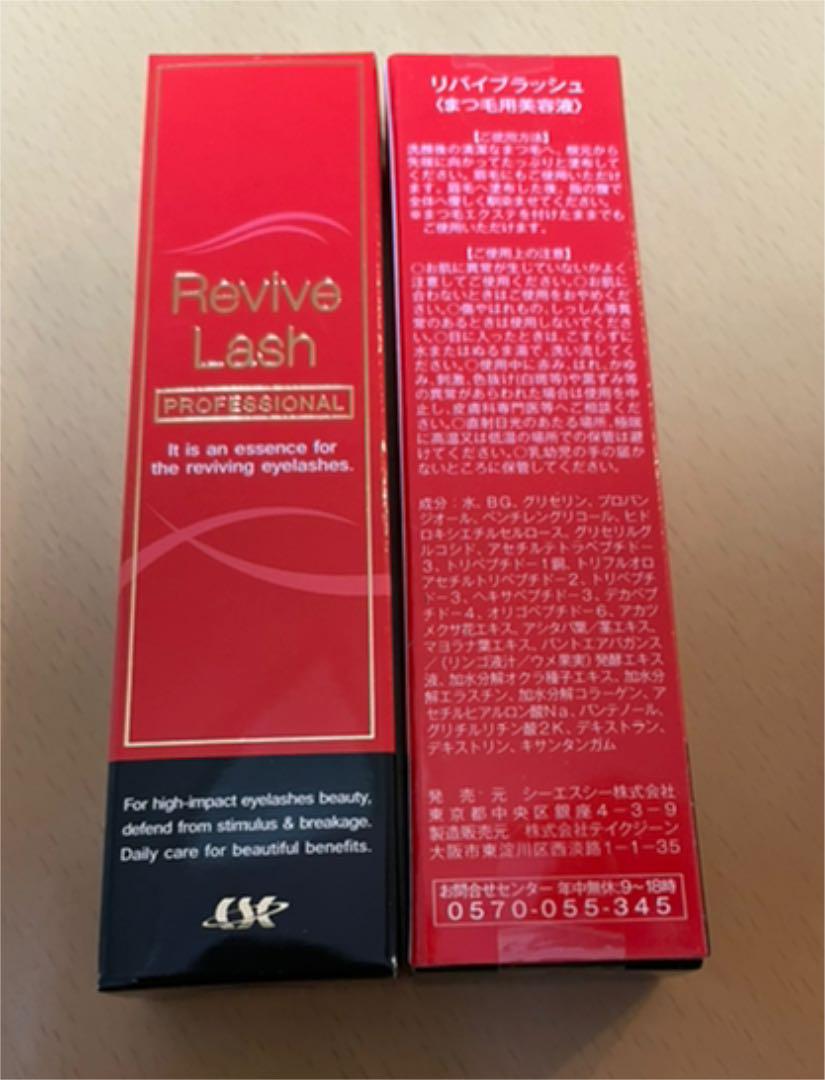 Revive
Lash
PROFESSIONAL
It is an essence for
the reviving eyelashes.
For high-impact eyelashes beauty,
defend from stimulus & breakage.
Daily care for beautiful benefits.
CSC
リバイブラッシュ
〈まつ毛用美容液〉
【ご使用方法】
洗顔後の清潔なまつ毛へ、根元から
先端に向かってたっぷりと塗布して
ください。眉毛にもご使用いただけ
ます。眉毛へ塗布した後、指の腹で
全体へ優しく馴染ませてください。
※まつ毛エクステを付けたままでも
ご使用いただけます。
【ご使用上の注意】
○お肌に異常が生じていないかよく
注意してご使用ください。○お肌に
合わないときはご使用をおやめくだ
さい。○傷やはれもの、しっしん等異
常のあるときは使用しないでくださ
い。○目に入ったときは、こすらずに
水またはぬるま湯で、洗い流してく
ださい。○使用中に赤み、はれ、かゆ
み、刺激、色抜け(白斑等)や黒ずみ等
の異常があらわれた場合は使用を中
止し、皮膚科専門医等へご相談くだ
さい。○直射日光のあたる場所、極端
に高温又は低温の場所での保管は避
けてください。○乳幼児の手の届か
ないところに保管してください。
成分：水、BG、グリセリン、プロパン
ジオール、ペンチレングリコール、ヒド
ロキシエチルセルロース、グリセリルグ
ルコシド、アセチルテトラペプチド－
3、トリペプチド－1銅、トリフルオロ
アセチルトリペプチド－2、トリペプチ
ド－3、ヘキサペプチド－3、デカペプ
チド－4、オリゴペプチド－6、アカツ
メクサ花エキス、アシタバ葉／茎エキス、
マヨラナ葉エキス、パントエアバガンス
／(リンゴ液汁／ウメ果実)発酵エキス
液、加水分解オクラ種子エキス、加水分
解エラスチン、加水分解コラーゲン、ア
セチルヒアルロン酸Na、パンテノール、
グリチルリチン酸2K、デキストラン、
デキストリン、キサンタンガム
発売元 シーエスシー株式会社
東京都中央区銀座4－3－9
製造販売元 株式会社テイクジーン
大阪市東淀川区西淡路1－1－35
お問合せセンター 年中無休:9～18時
0570-055-345